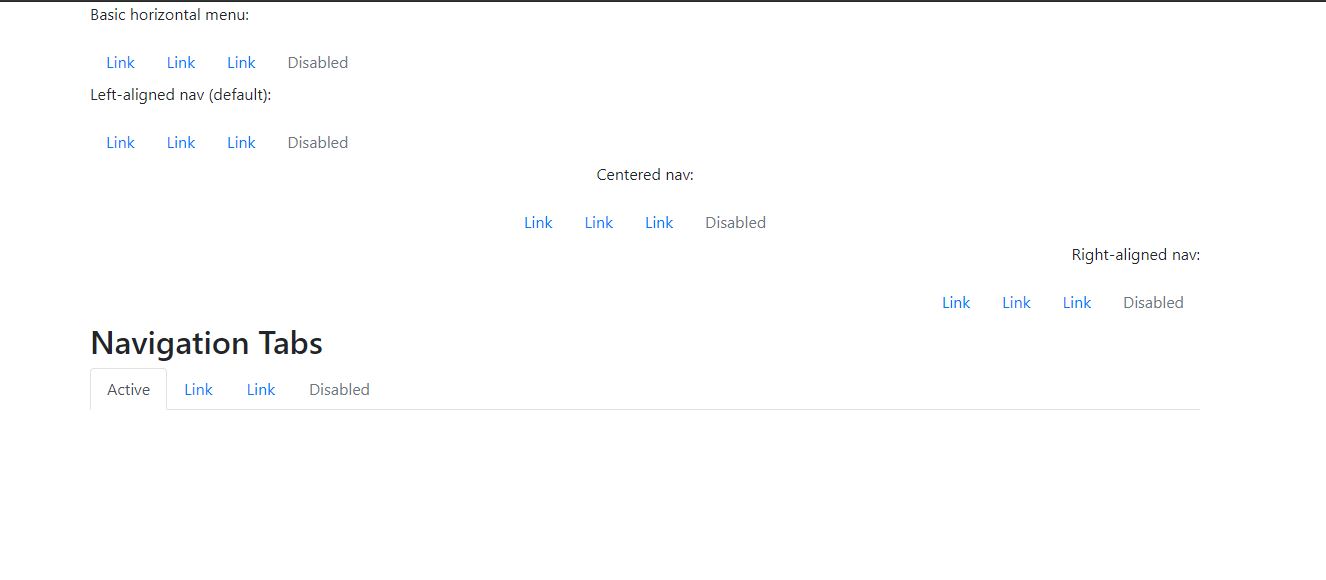 Basic horizontal menu:
Link Link Link Disabled
Left-aligned nav (default):
Link Link Link Disabled
Centered nav:
Link Link Link Disabled
Right-aligned nav:
Link Link Link Disabled
Navigation Tabs
Active Link Link Disabled